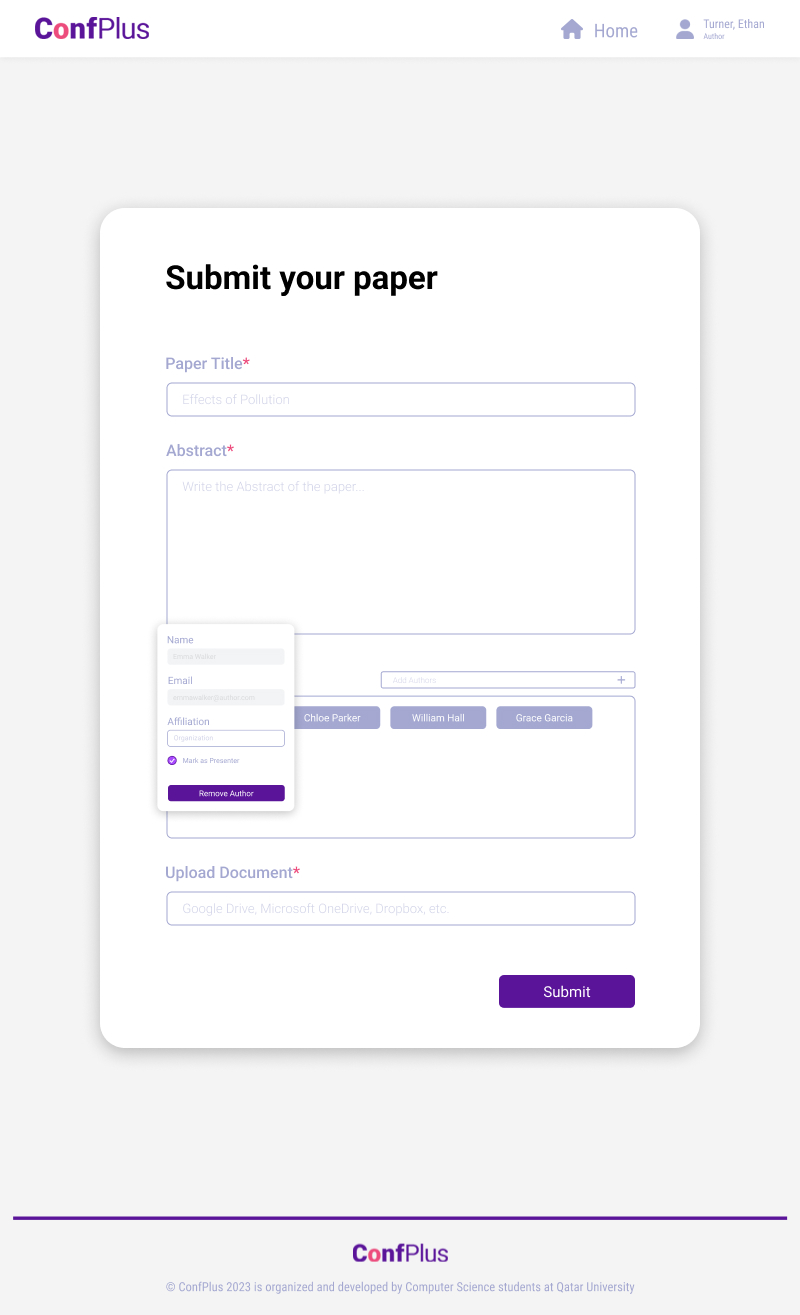 ConfPlus
Home
Turner, Ethan
Author
Submit your paper
Paper Title*
Effects of Pollution
Abstract*
Write the Abstract of the paper...
Name
Emma Walker
Email
emmawalker@author.com
Affiliation
Organization
Mark as Presenter
Remove Author
Add Authors +
Chloe Parker
William Hall
Grace Garcia
Upload Document*
Google Drive, Microsoft OneDrive, Dropbox, etc.
Submit
ConfPlus
© ConfPlus 2023 is organized and developed by Computer Science students at Qatar University